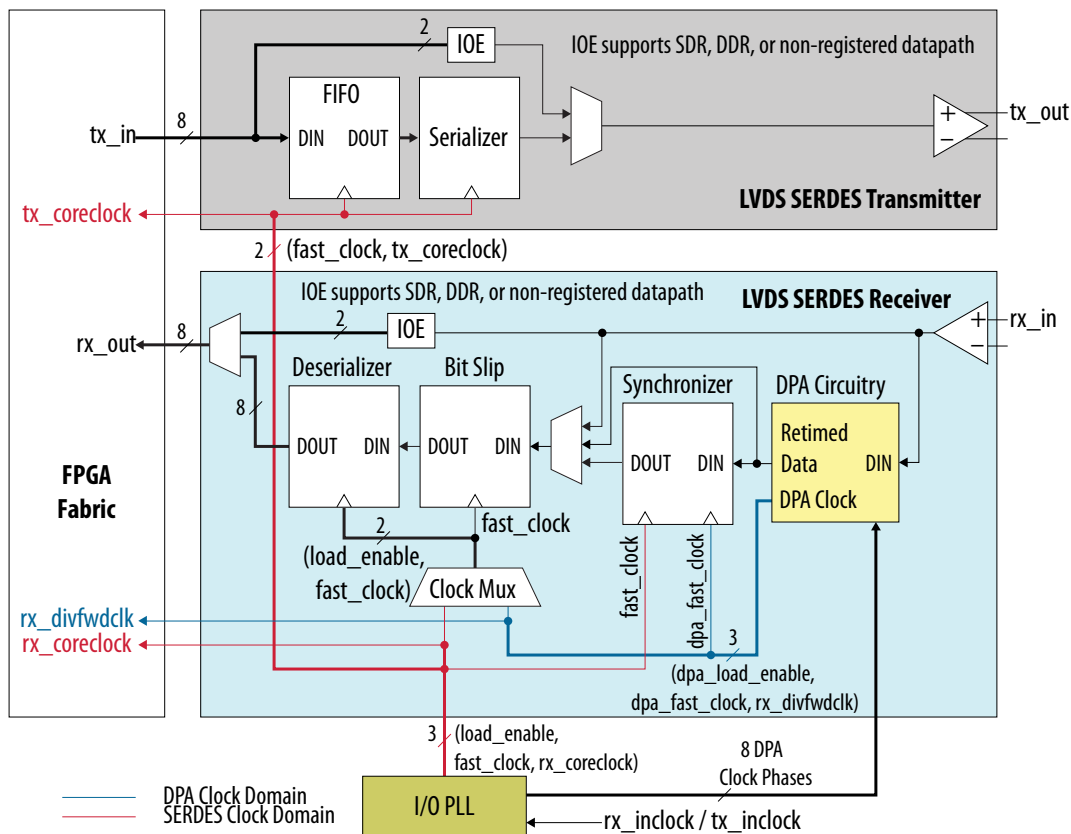 2
IOE
IOE supports SDR, DDR, or non-registered datapath
FIFO
tx_in
8
DIN
DOUT
Serializer
+
−
tx_out
tx_coreclock
LVDS SERDES Transmitter
2
(fast_clock, tx_coreclock)
IOE supports SDR, DDR, or non-registered datapath
LVDS SERDES Receiver
2
IOE
+
−
rx_in
rx_out
8
Deserializer
Bit Slip
Synchronizer
DPA Circuitry
8
DOUT
DIN
DOUT
DIN
DOUT
DIN
Retimed
Data
DIN
DPA Clock
FPGA
Fabric
2
fast_clock
(load_enable,
fast_clock)
Clock Mux
fast_clock
dpa_fast_clock
rx_divfwdclk
rx_coreclock
3
(dpa_load_enable,
dpa_fast_clock, rx_divfwdclk)
3
(load_enable,
fast_clock, rx_coreclock)
8 DPA
Clock Phases
DPA Clock Domain
SERDES Clock Domain
I/O PLL
rx_inclock / tx_inclock